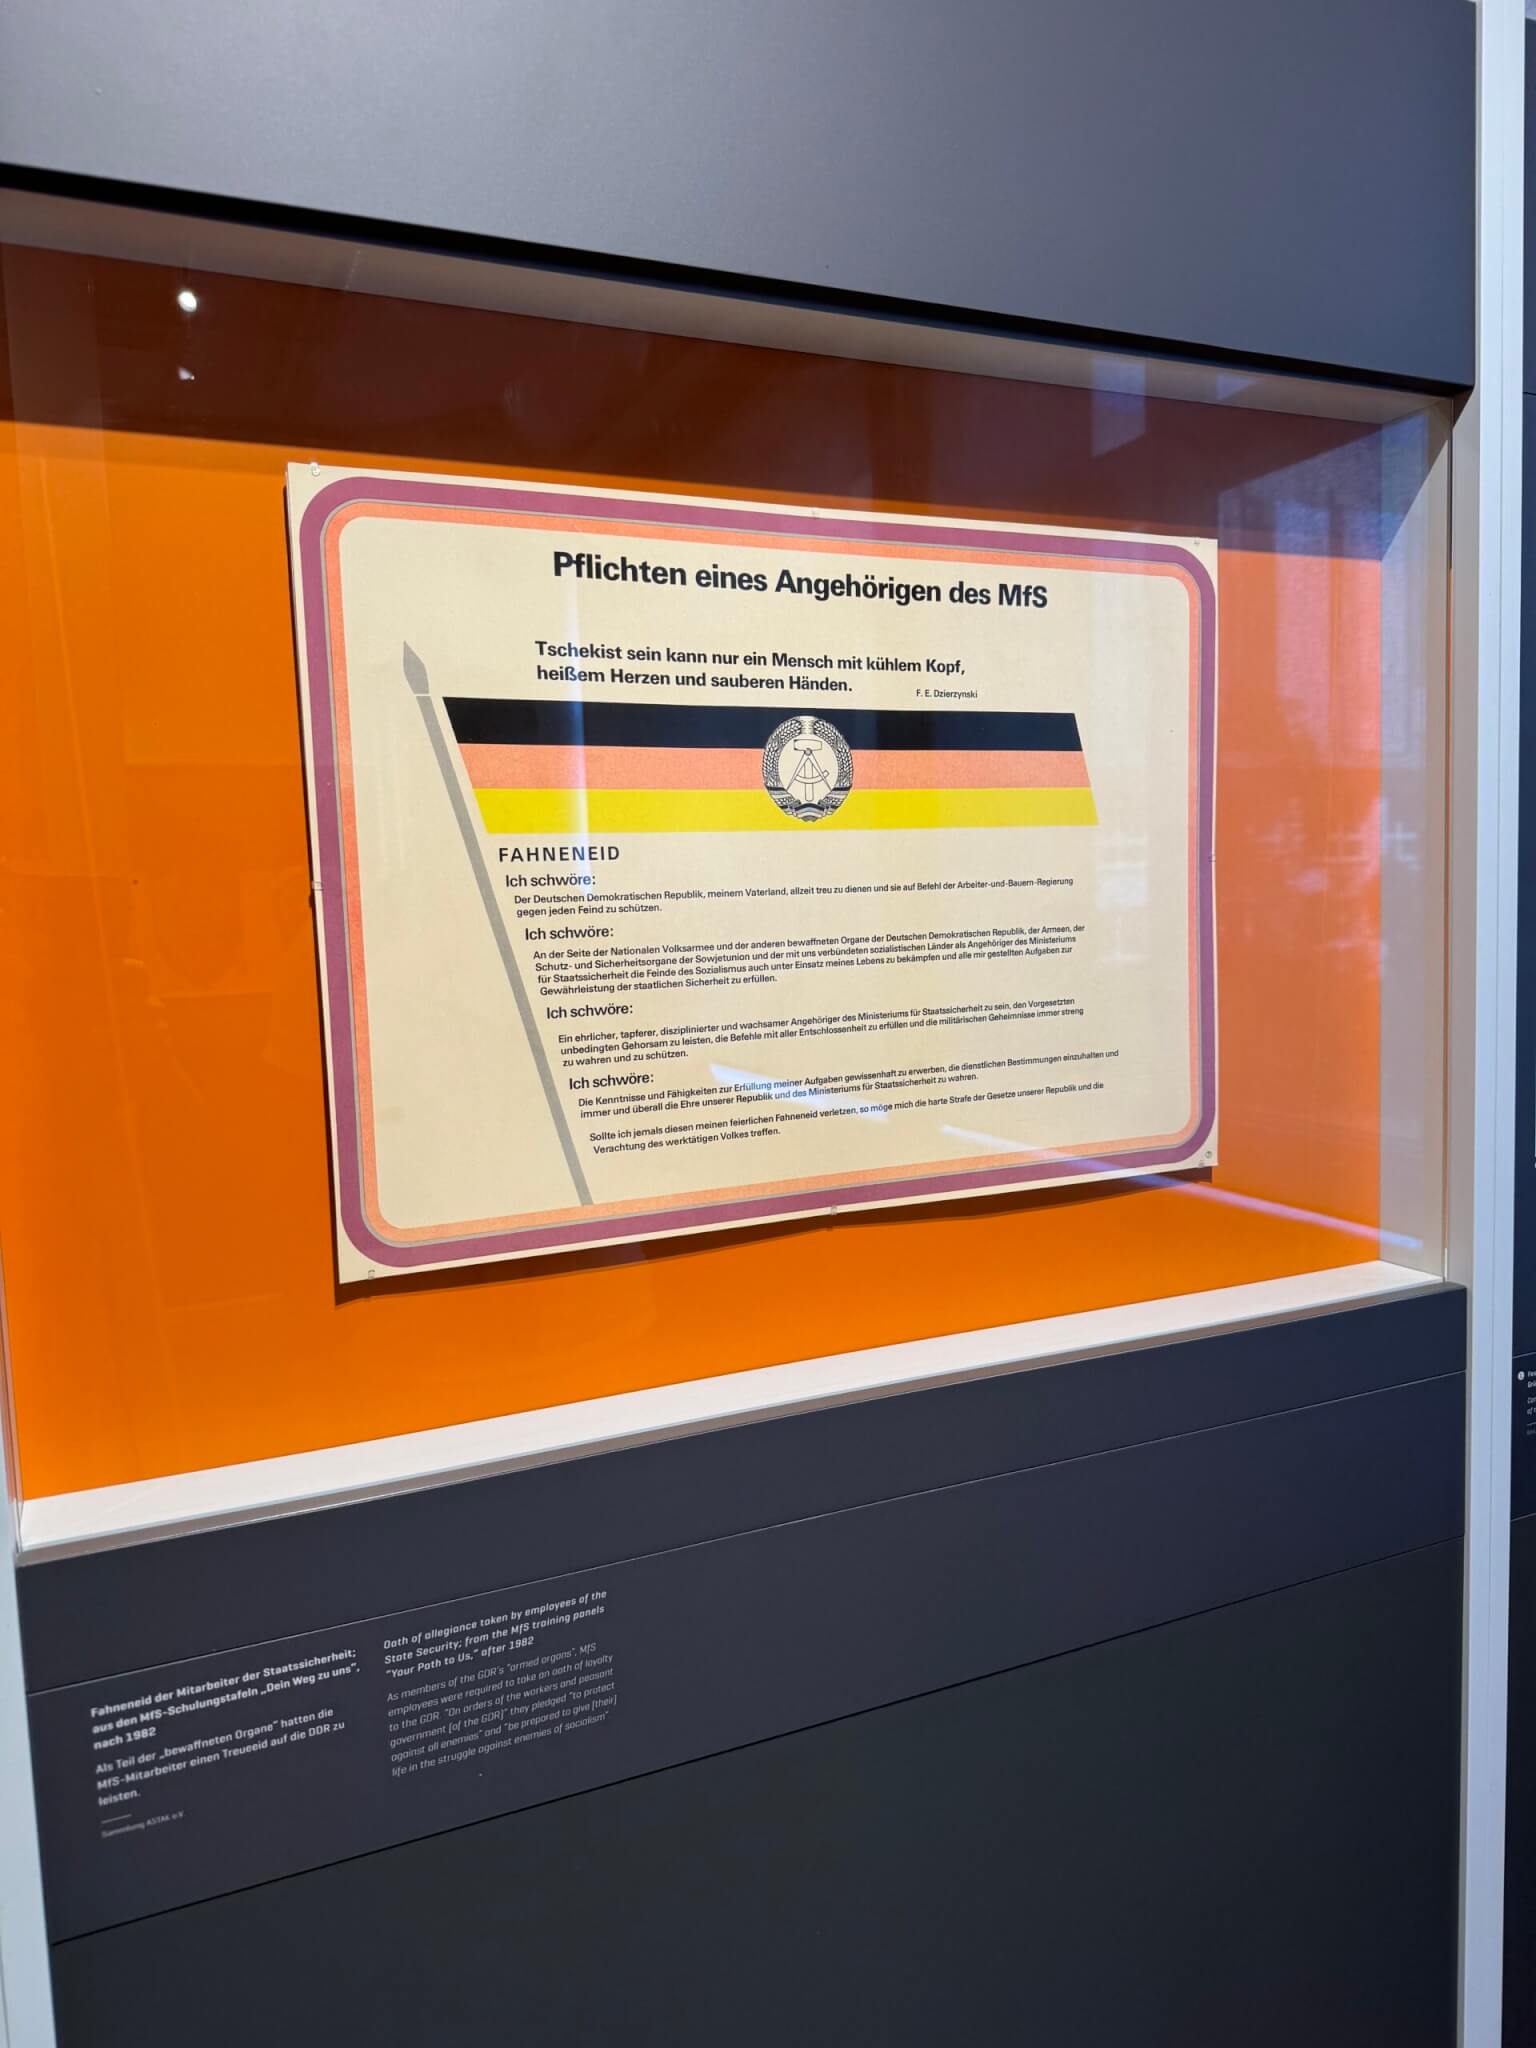 Pflichten eines Angehörigen des MfS
Tschekist sein kann nur ein Mensch mit kühlem Kopf,
heißem Herzen und sauberen Händen.
F. E. Dzierzynski
FAHNENEID
Ich schwöre:
Der Deutschen Demokratischen Republik, meinem Vaterland, allzeit treu zu dienen und sie auf Befehl der Arbeiter-und-Bauern-Regierung
gegen jeden Feind zu schützen.
Ich schwöre:
An der Seite der Nationalen Volksarmee und der anderen bewaffneten Organe der Deutschen Demokratischen Republik, der Armeen, der
Schutz- und Sicherheitsorgane der Sowjetunion und der mit uns verbündeten sozialistischen Länder als Angehöriger des Ministeriums
für Staatssicherheit die Feinde des Sozialismus auch unter Einsatz meines Lebens zu bekämpfen und alle mir gestellten Aufgaben zur
Gewährleistung der staatlichen Sicherheit zu erfüllen.
Ich schwöre:
Ein ehrlicher, tapferer, disziplinierter und wachsamer Angehöriger des Ministeriums für Staatssicherheit zu sein, den Vorgesetzten
unbedingten Gehorsam zu leisten, die Befehle mit aller Entschlossenheit zu erfüllen und die militärischen Geheimnisse immer streng
zu wahren und zu schützen.
Ich schwöre:
Die Kenntnisse und Fähigkeiten zur Erfüllung meiner Aufgaben gewissenhaft zu erwerben, die dienstlichen Bestimmungen einzuhalten und
immer und überall die Ehre unserer Republik und des Ministeriums für Staatssicherheit zu wahren.
Sollte ich jemals diesen meinen feierlichen Fahneneid verletzen, so möge mich die harte Strafe der Gesetze unserer Republik und die
Verachtung des werktätigen Volkes treffen.
Fahneneid der Mitarbeiter der Staatssicherheit;
aus den MfS-Schulungstafeln „Dein Weg zu uns“,
nach 1982
Als Teil der „bewaffneten Organe“ hatten die
MfS-Mitarbeiter einen Treueeid auf die DDR zu
leisten.
Sammlung ASTAK e.V.
Oath of allegiance taken by employees of the
State Security; from the MfS training panels
“Your Path to Us,” after 1982
As members of the GDR's “armed organs”, MfS
employees were required to take an oath of loyalty
to the GDR. “On orders of the workers and peasant
government [of the GDR]” they pledged “to protect
against all enemies” and “be prepared to give [their]
life in the struggle against enemies of socialism”